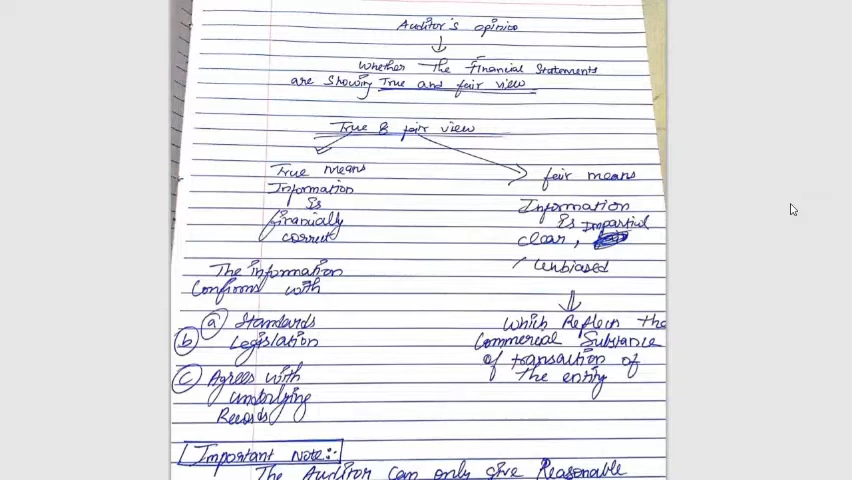 Auditor's opinion
Whether The Financial Statements
are showing True and fair view
True & fair view
True means
Information
is
financially
correct
The information
Confirms with
(a) Standards
(b) Legislation
(c) Agrees with
underlying
Records
fair means
Information
is Impartial
clear,
/ Unbiased
which Reflects the
Commercial Substance
of transaction of
The entity
Important Note:-
The Auditor Can only give Reasonable